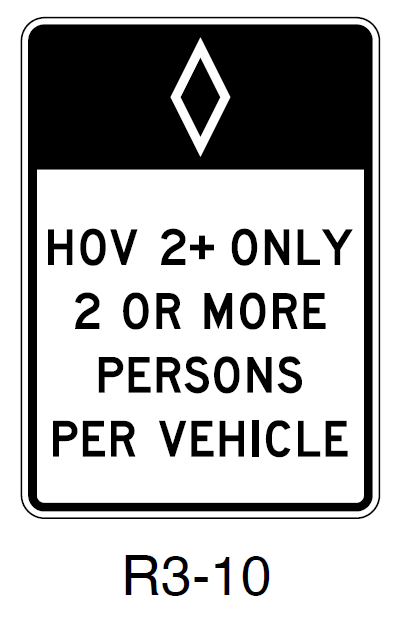 HOV 2+ ONLY
2 OR MORE
PERSONS
PER VEHICLE
R3-10